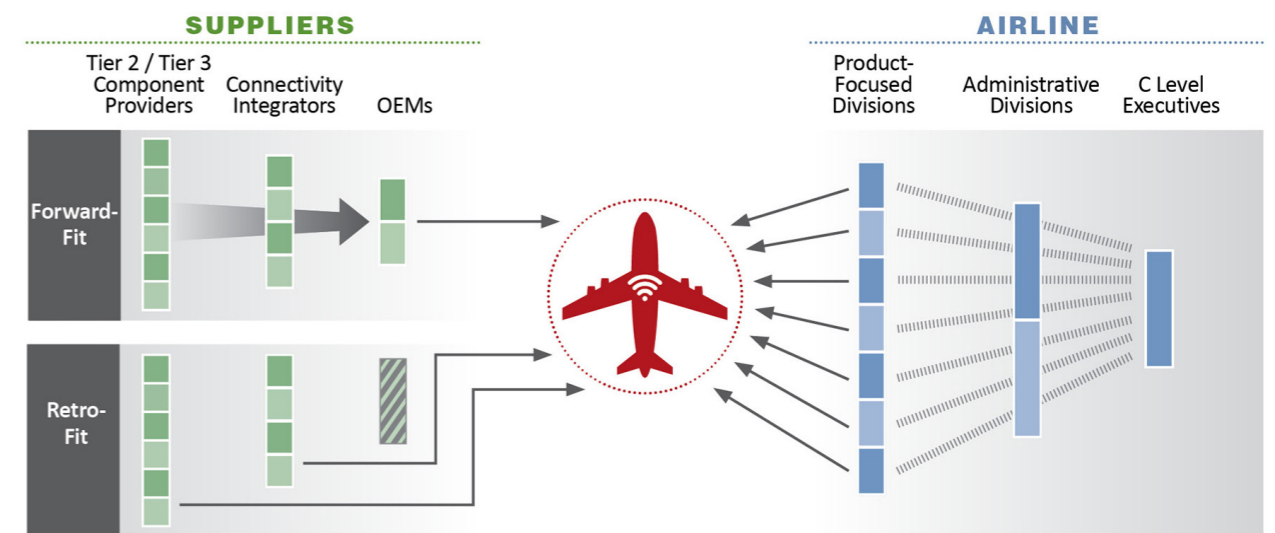 SUPPLIERS
AIRLINE
Tier 2 / Tier 3
Component
Providers
Connectivity
Integrators
OEMs
Product-
Focused
Divisions
Administrative
Divisions
C Level
Executives
Forward-
Fit
Retro-
Fit